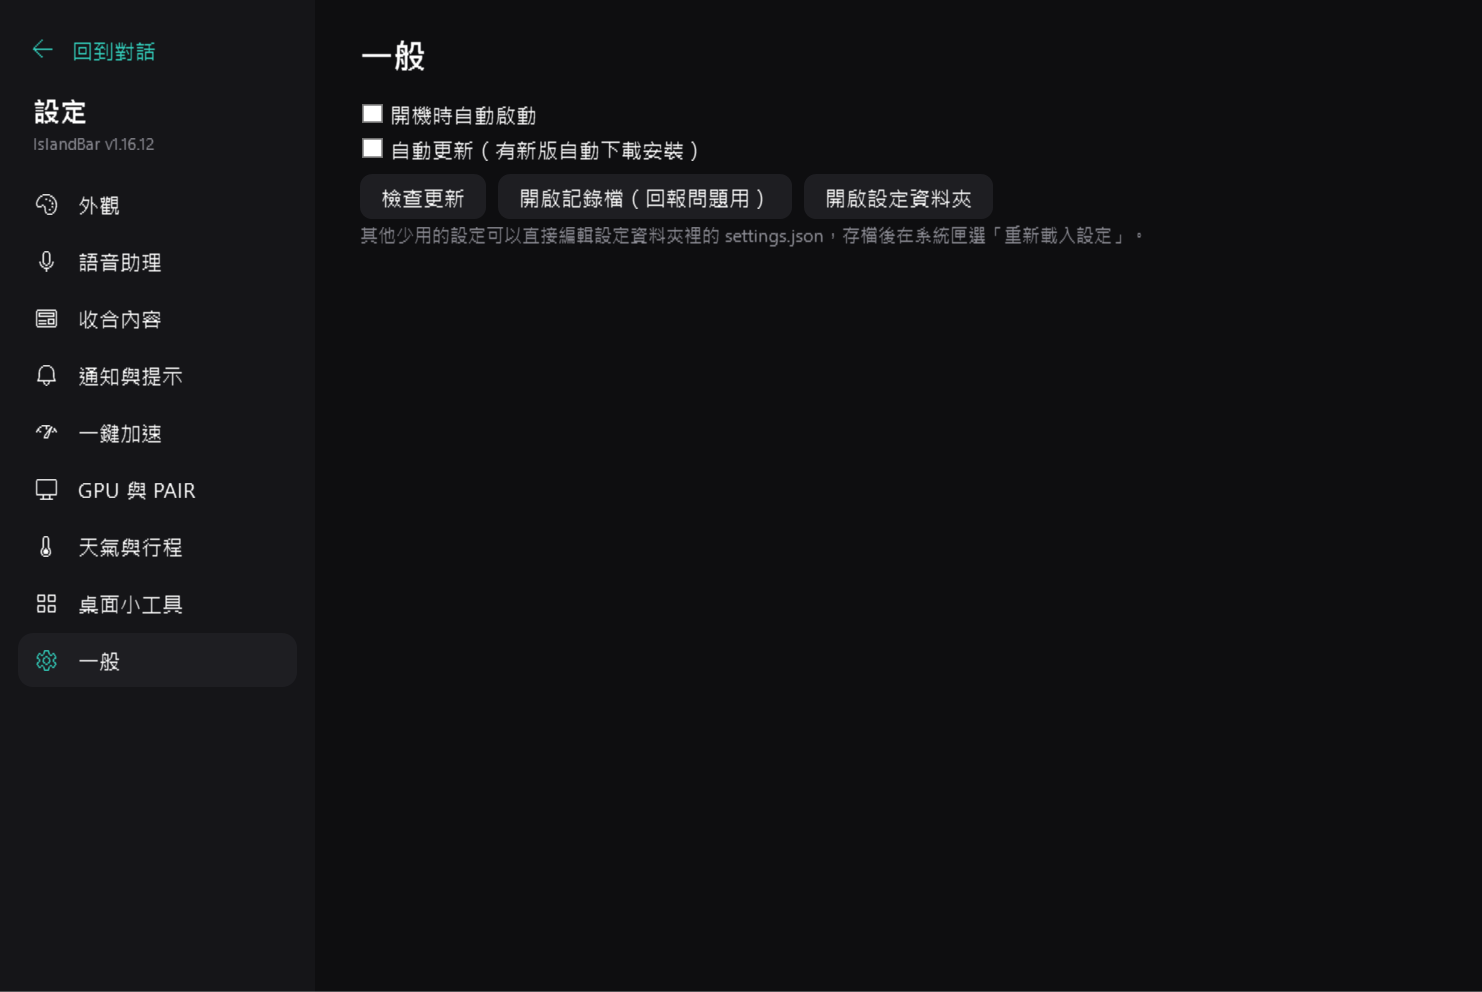 回到對話
設定
IslandBar v1.16.12
外觀
語音助理
收合內容
通知與提示
一鍵加速
GPU 與 PAIR
天氣與行程
桌面小工具
一般
一般
開機時自動啟動
自動更新（有新版自動下載安裝）
檢查更新 開啟記錄檔（回報問題用） 開啟設定資料夾
其他少用的設定可以直接編輯設定資料夾裡的 settings.json，存檔後在系統匣選「重新載入設定」。